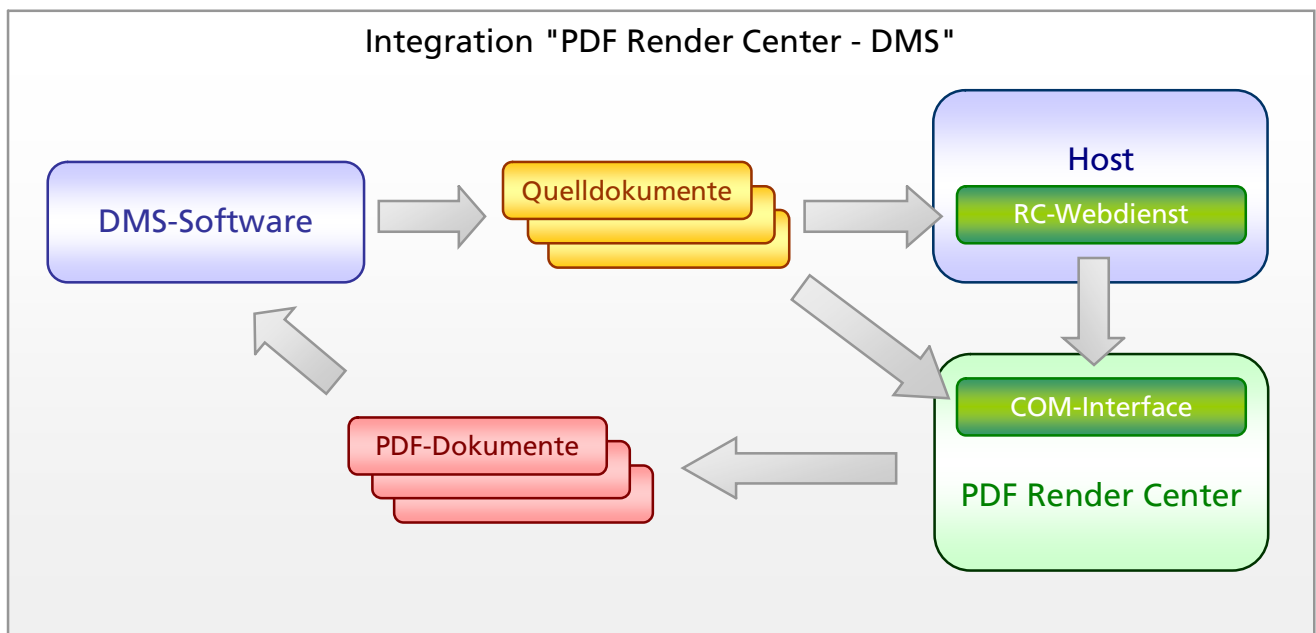 Integration "PDF Render Center - DMS"
DMS-Software
Quelldokumente
Host
RC-Webdienst
COM-Interface
PDF Render Center
PDF-Dokumente